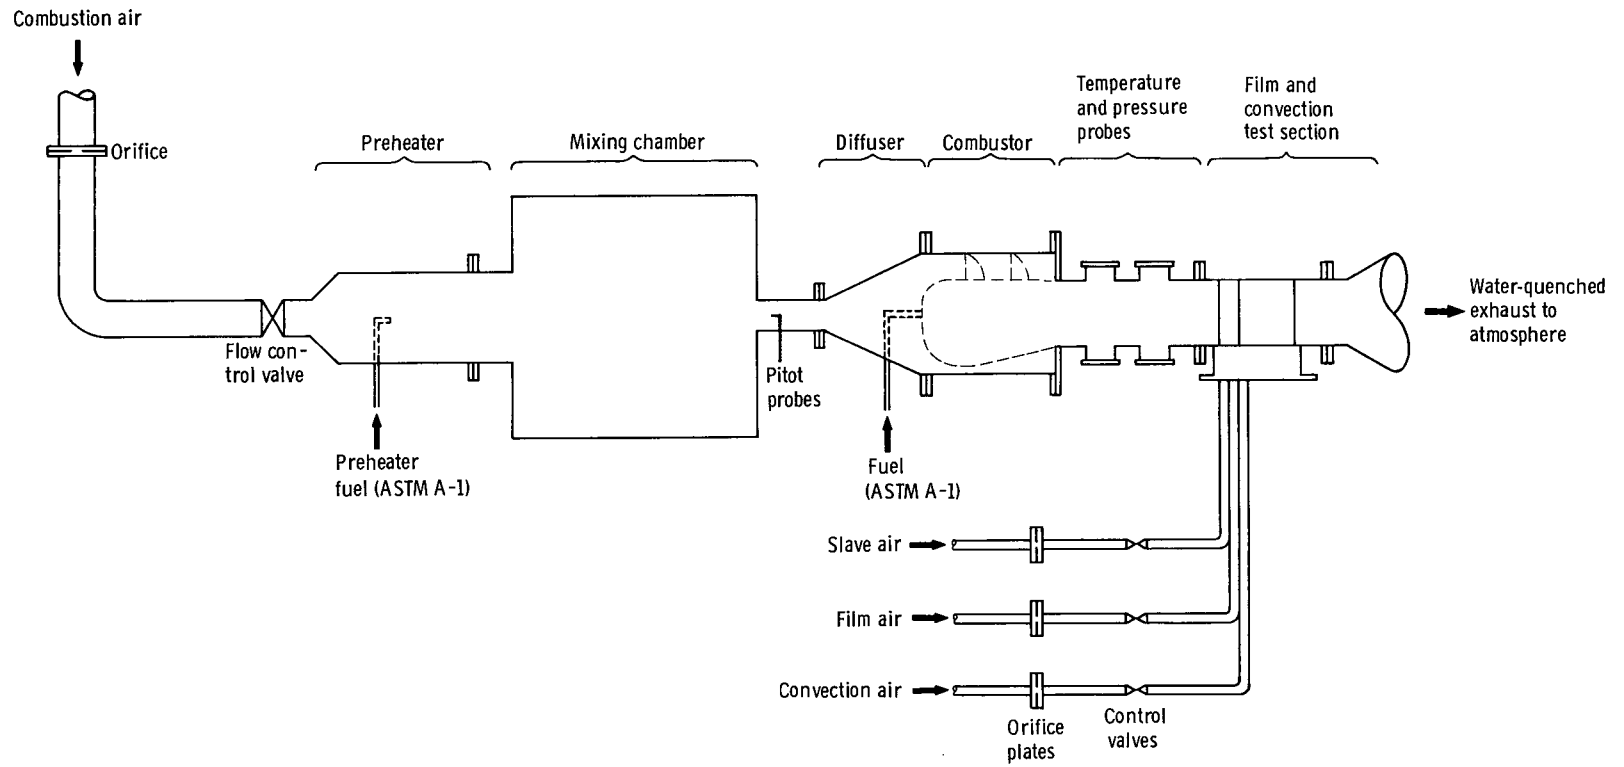 Combustion air
Orifice
Preheater
Mixing chamber
Diffuser
Combustor
Temperature
and pressure
probes
Film and
convection
test section
Flow con-
trol valve
Pitot
probes
Water-quenched
exhaust to
atmosphere
Preheater
fuel (ASTM A-1)
Fuel
(ASTM A-1)
Slave air
Film air
Convection air
Orifice
plates
Control
valves